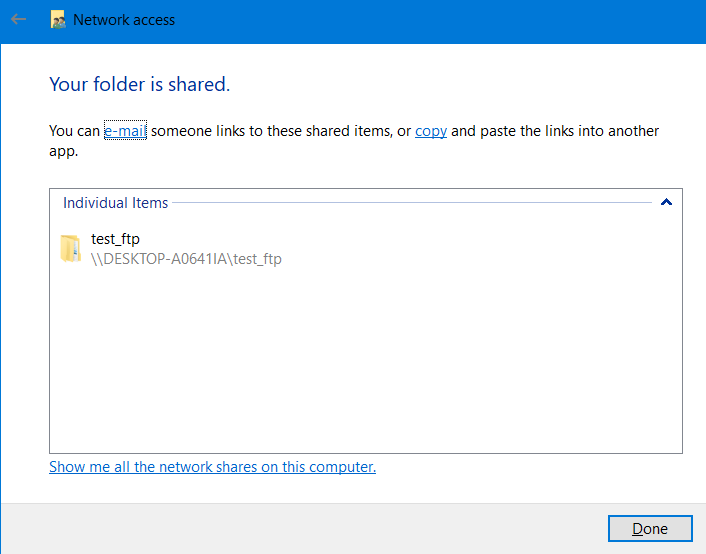 Network access
Your folder is shared.
You can e-mail someone links to these shared items, or copy and paste the links into another
app.
Individual Items
test_ftp
\\DESKTOP-A0641IA\test_ftp
Show me all the network shares on this computer.
Done